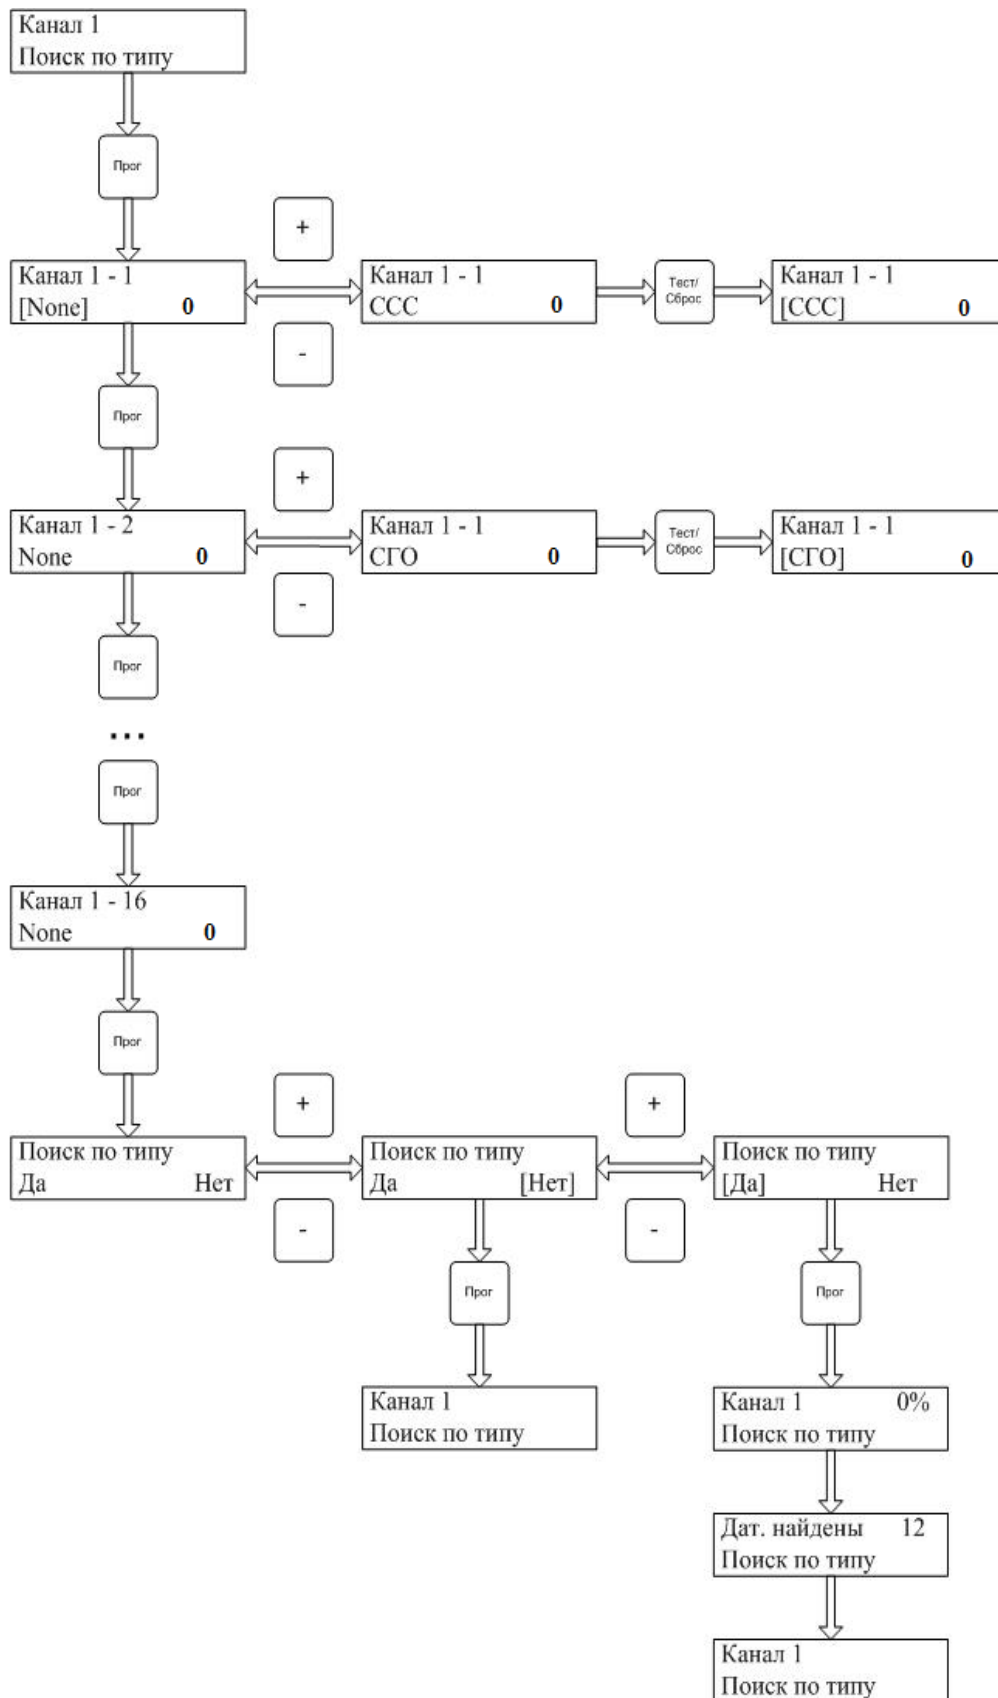 Канал 1
Поиск по типу
Прог
+
Канал 1 - 1
[None] 0
Канал 1 - 1
ССС 0
Тест/
Сброс
Канал 1 - 1
[ССС] 0
-
Прог
+
Канал 1 - 2
None 0
Канал 1 - 1
СГО 0
Тест/
Сброс
Канал 1 - 1
[СГО] 0
-
Прог
...
Прог
Канал 1 - 16
None 0
Прог
+
+
Поиск по типу
Да Нет
Поиск по типу
Да [Нет]
Поиск по типу
[Да] Нет
-
-
Прог
Прог
Канал 1
Поиск по типу
Канал 1 0%
Поиск по типу
Дат. найдены 12
Поиск по типу
Канал 1
Поиск по типу